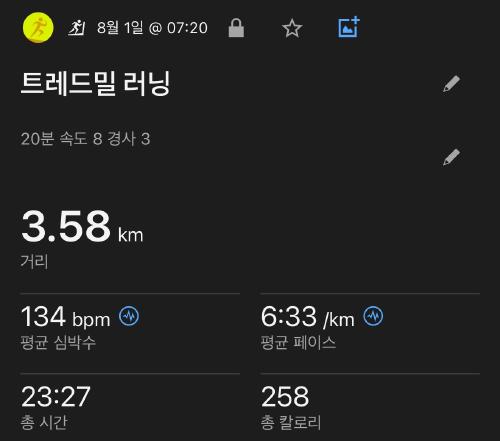 8월 1일 @ 07:20
트레드밀 러닝
20분 속도 8 경사 3
3.58 km
거리
134 bpm 6:33 /km
평균 심박수 평균 페이스
23:27 258
총 시간 총 칼로리